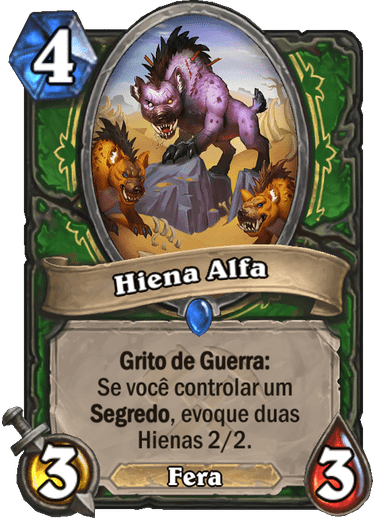 4
Hiena Alfa
Grito de Guerra:
Se você controlar um
Segredo, evoque duas
Hienas 2/2.
3
Fera
3